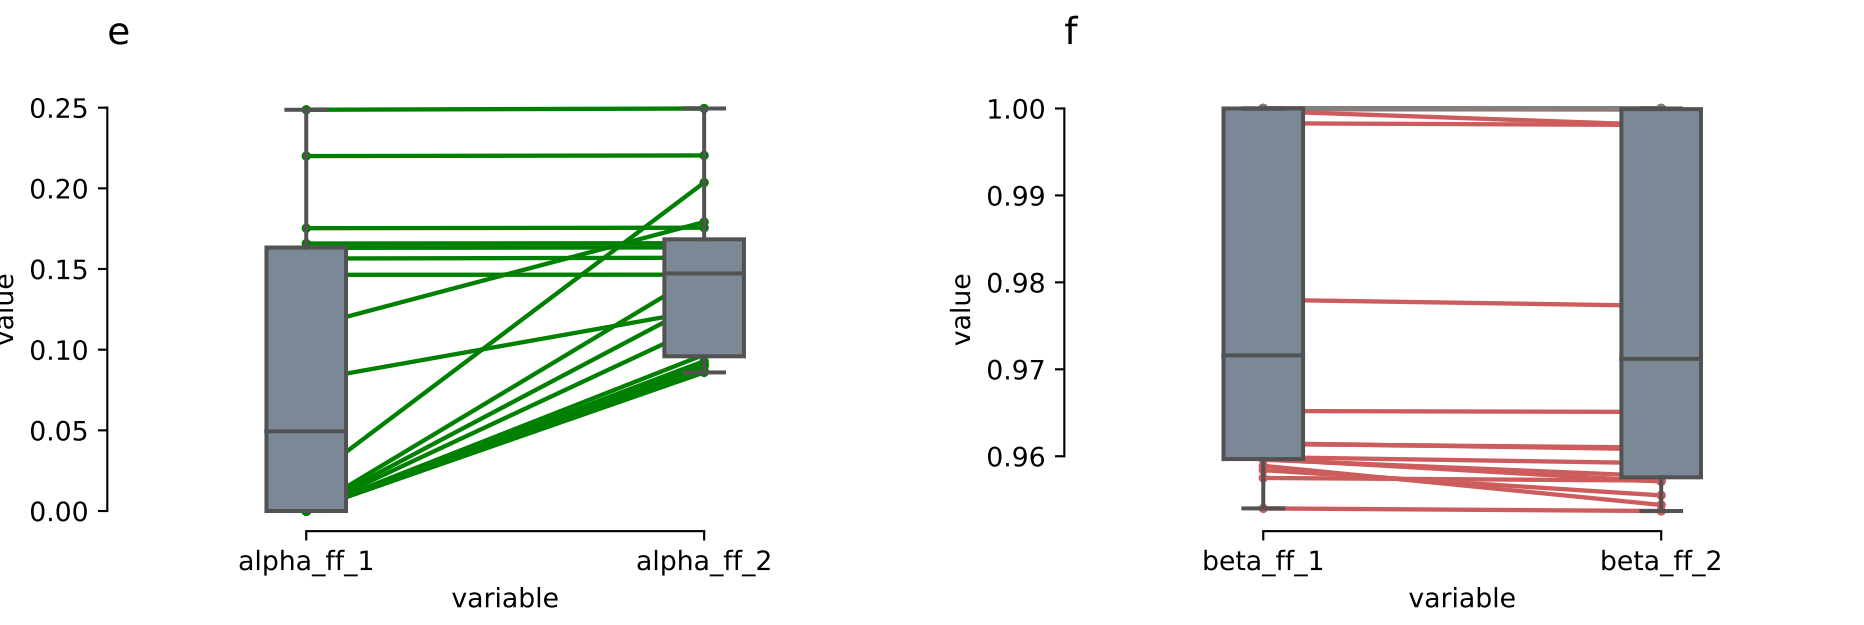 e
0.25
0.20
0.15
0.10
0.05
0.00
value
alpha_ff_1
alpha_ff_2
variable
f
1.00
0.99
0.98
0.97
0.96
value
beta_ff_1
beta_ff_2
variable